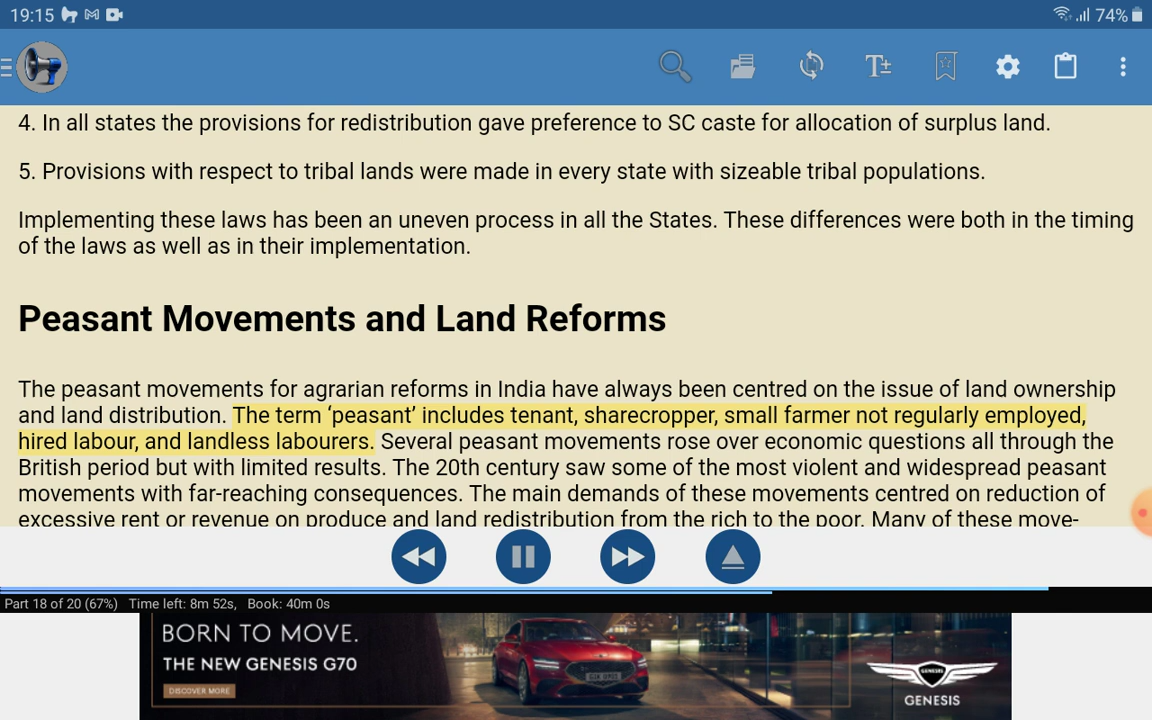 19:15
74%
4. In all states the provisions for redistribution gave preference to SC caste for allocation of surplus land.
5. Provisions with respect to tribal lands were made in every state with sizeable tribal populations.
Implementing these laws has been an uneven process in all the States. These differences were both in the timing
of the laws as well as in their implementation.
Peasant Movements and Land Reforms
The peasant movements for agrarian reforms in India have always been centred on the issue of land ownership
and land distribution. The term ‘peasant’ includes tenant, sharecropper, small farmer not regularly employed,
hired labour, and landless labourers. Several peasant movements rose over economic questions all through the
British period but with limited results. The 20th century saw some of the most violent and widespread peasant
movements with far-reaching consequences. The main demands of these movements centred on reduction of
excessive rent or revenue on produce and land redistribution from the rich to the poor. Many of these move-
Part 18 of 20 (67%) Time left: 8m 52s, Book: 40m 0s
BORN TO MOVE.
THE NEW GENESIS G70
DISCOVER MORE
GENESIS
GENESIS